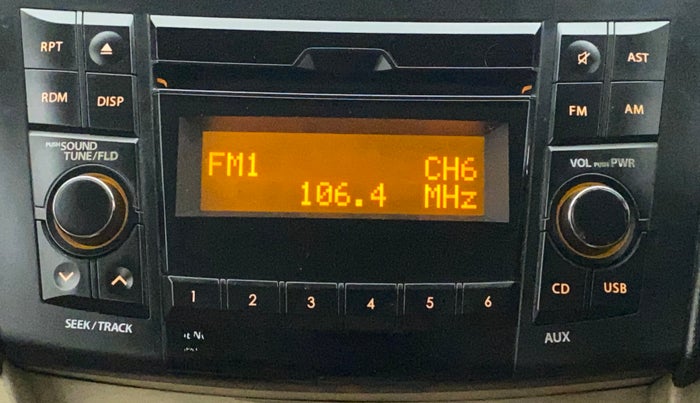 RPT
AST
RDM
DISP
FM
AM
PUSH SOUND
TUNE/FLD
VOL PUSH PWR
FM1
CH6
106.4 MHz
1
2
3
4
5
6
CD
USB
SEEK/TRACK
AUX